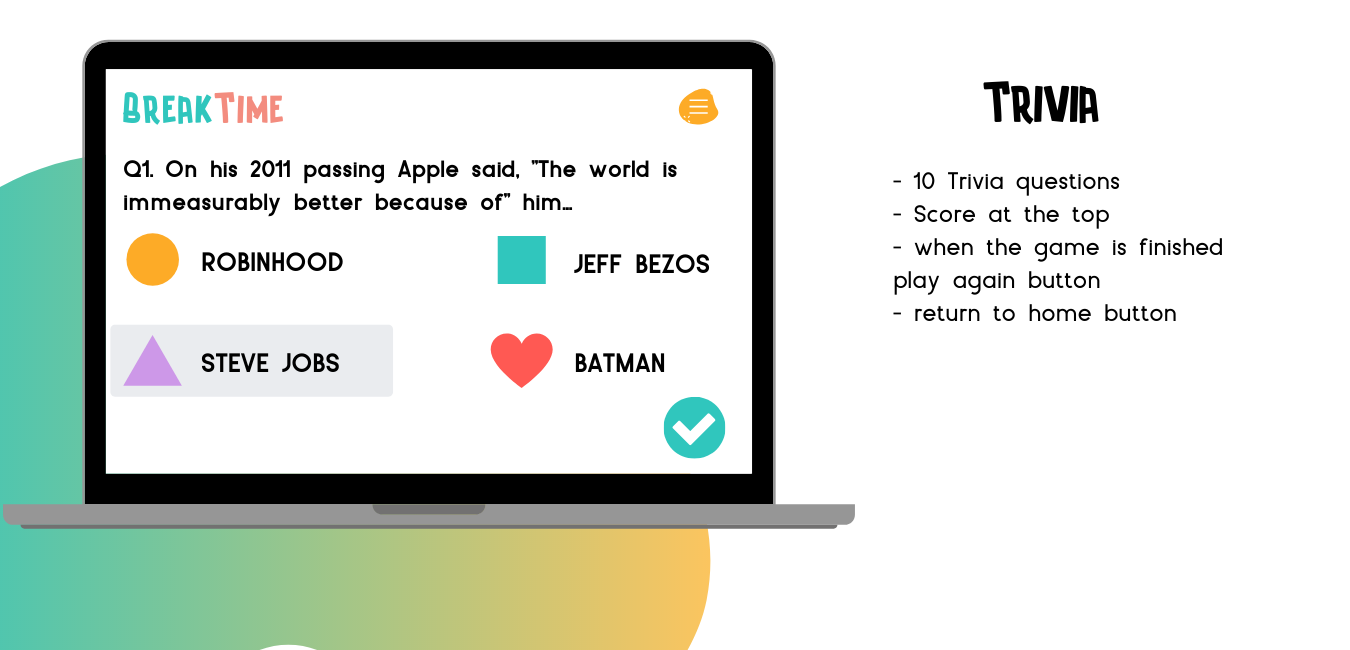 BREAKTIME
Q1. On his 2011 passing Apple said, "The world is
immeasurably better because of" him...
ROBINHOOD
JEFF BEZOS
STEVE JOBS
BATMAN
TRIVIA
- 10 Trivia questions
- Score at the top
- when the game is finished
play again button
- return to home button